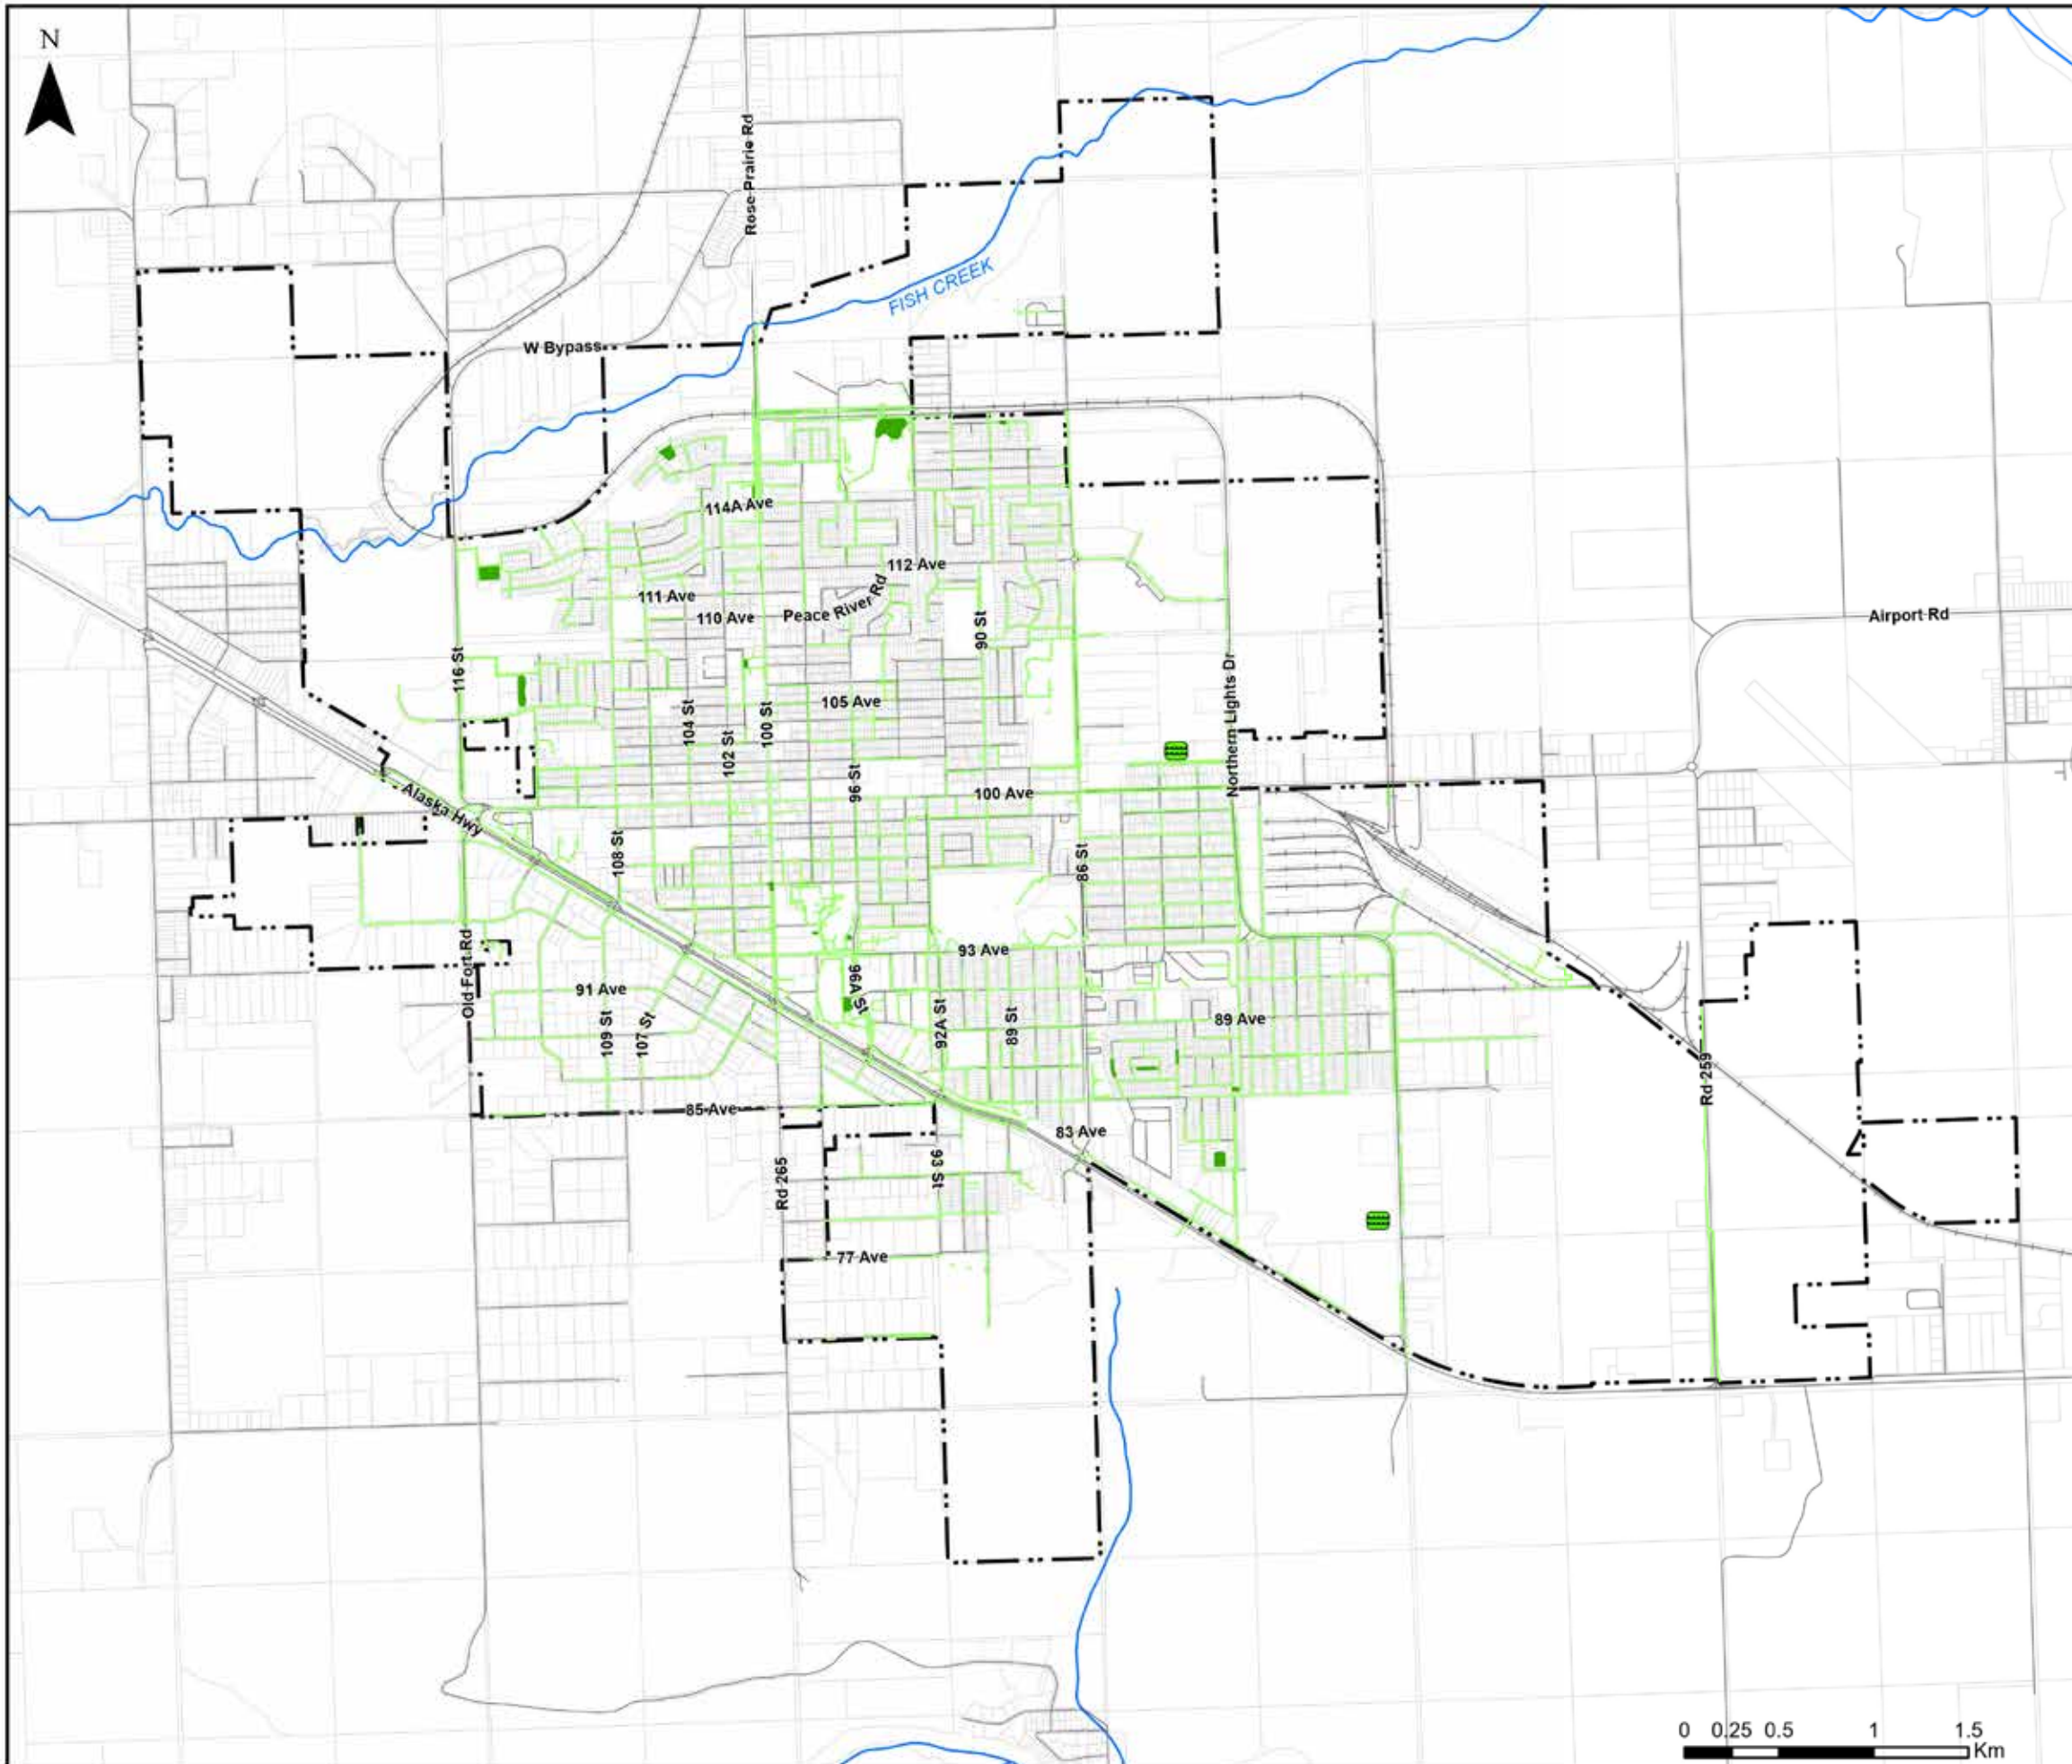 N
Rose Prairie Rd
FISH CREEK
W Bypass
114A Ave
112 Ave
111 Ave
Peace River Rd
110 Ave
90 St
Airport Rd
116 St
Northern Lights Dr
105 Ave
104 St
100 St
102 St
96 St
100 Ave
Alaska Hwy
108 St
86 St
93 Ave
Old Fort Rd
96A St
91 Ave
109 St
107 St
92A St
89 St
89 Ave
Rd 259
85 Ave
83 Ave
93 St
Rd 265
77 Ave
0 0.25 0.5 1 1.5
Km